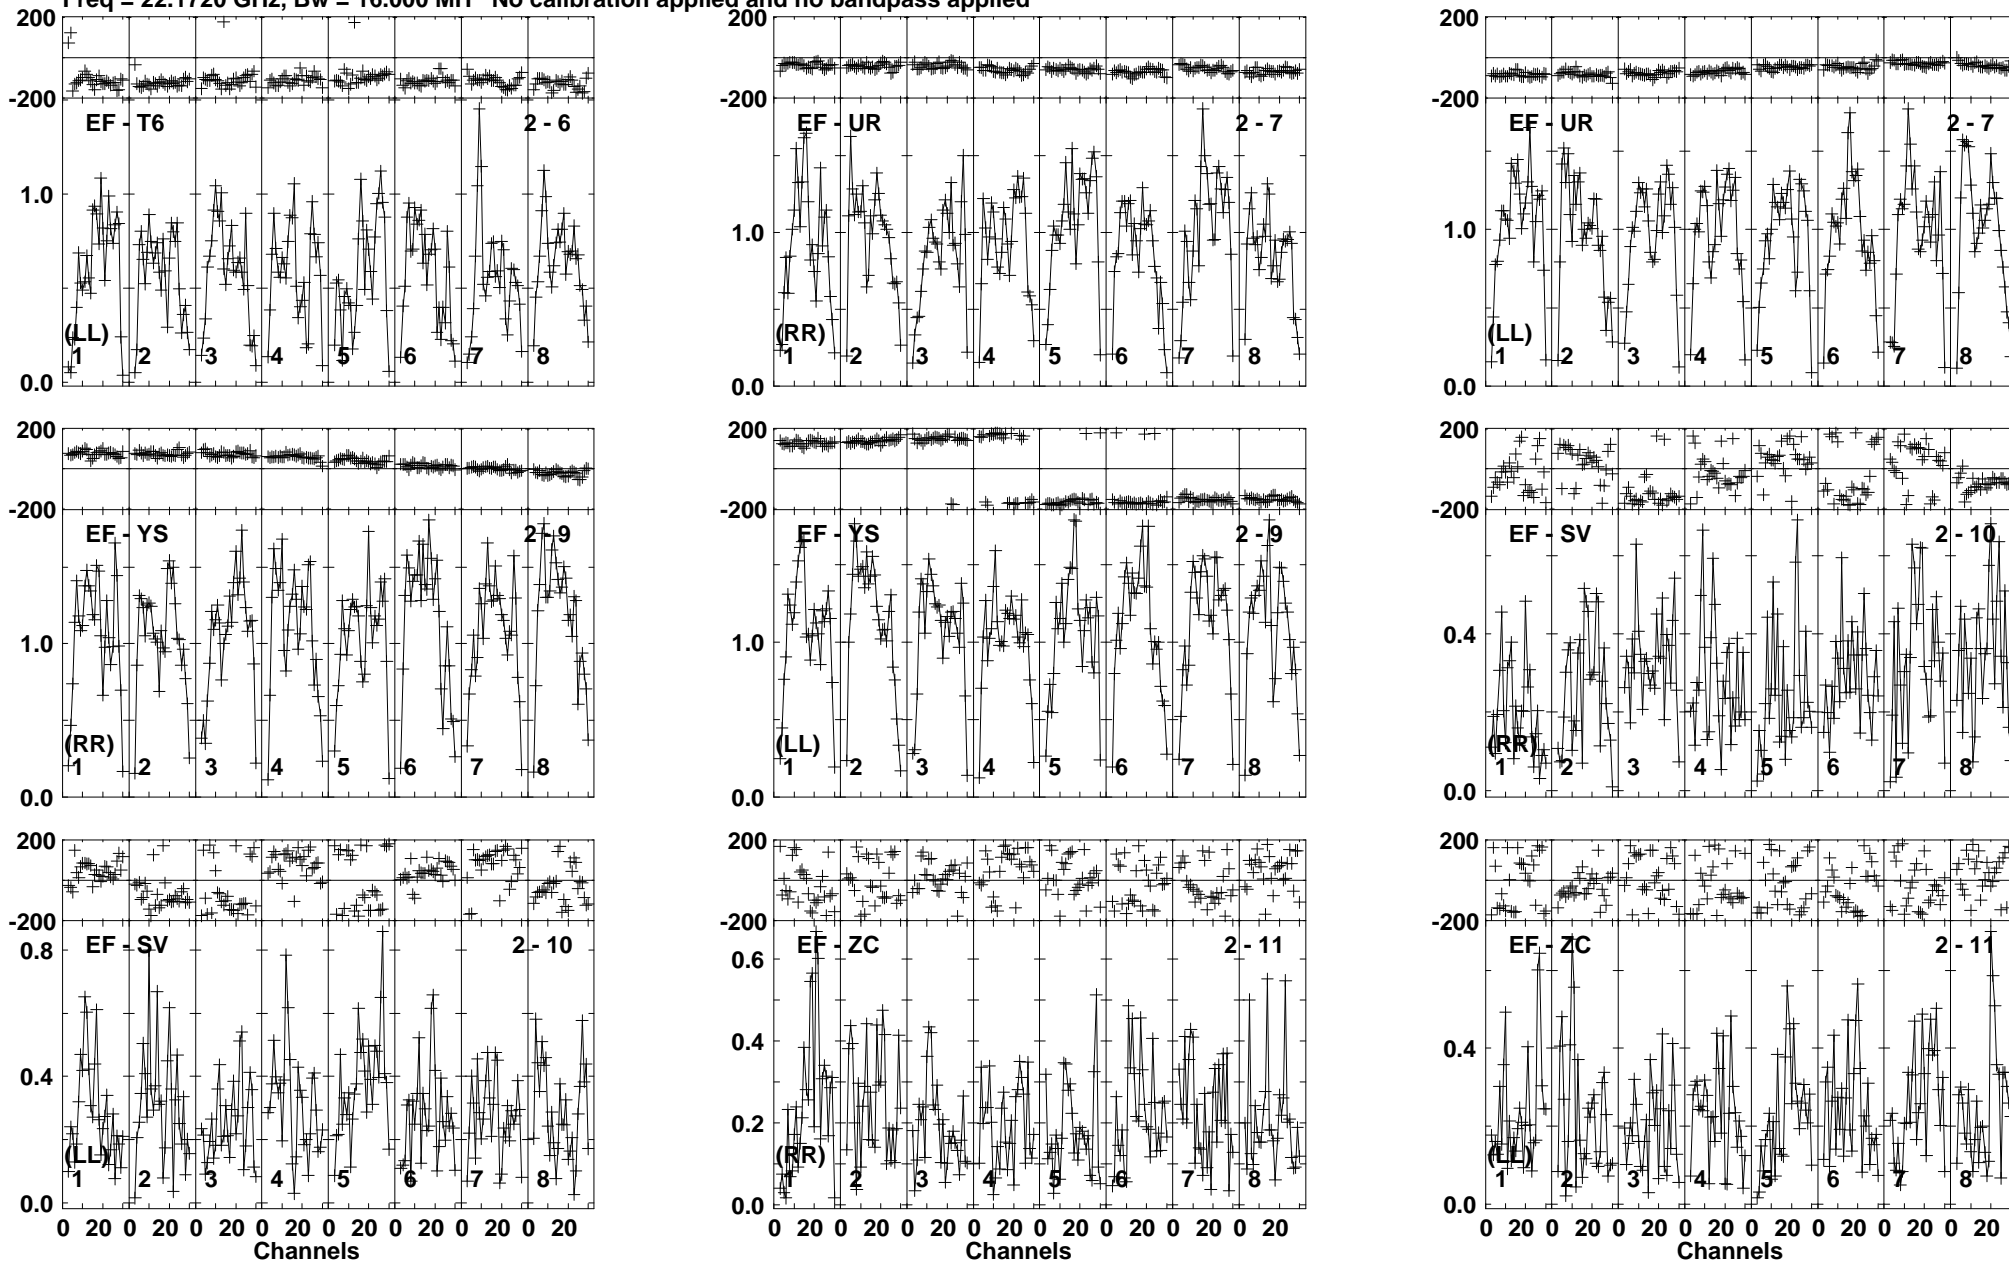 Freq = 22.1720 GHz, Bw = 16.000 MH No calibration applied and no bandpass applied
200 200 200
-200 -200 -200
EF - T6 2 - 6 EF - UR 2 - 7 EF - UR 2 - 7
1.0 1.0 1.0
(LL) (RR) (LL)
1 2 3 4 5 6 7 8 1 2 3 4 5 6 7 8 1 2 3 4 5 6 7 8
0.0 0.0 0.0
200 200 200
-200 -200 -200
EF - YS 2 - 9 EF - YS 2 - 9 EF - SV 2 - 10
1.0 1.0 0.4
(RR) (LL) (RR)
1 2 3 4 5 6 7 8 1 2 3 4 5 6 7 8 1 2 3 4 5 6 7 8
0.0 0.0 0.0
200 200 200
-200 -200 -200
EF - SV 2 - 10 EF - ZC 2 - 11 EF - ZC 2 - 11
0.8 0.6
0.4 0.4 0.4
0.2
(LL) (RR) (LL)
1 2 3 4 5 6 7 8 1 2 3 4 5 6 7 8 1 2 3 4 5 6 7 8
0.0 0.0 0.0
0 20 0 20 0 20 0 20 0 20 0 20 0 20 0 20 0 20 0 20 0 20 0 20 0 20 0 20 0 20 0 20 0 20 0 20 0 20 0 20 0 20 0 20 0 20 0 20
Channels Channels Channels